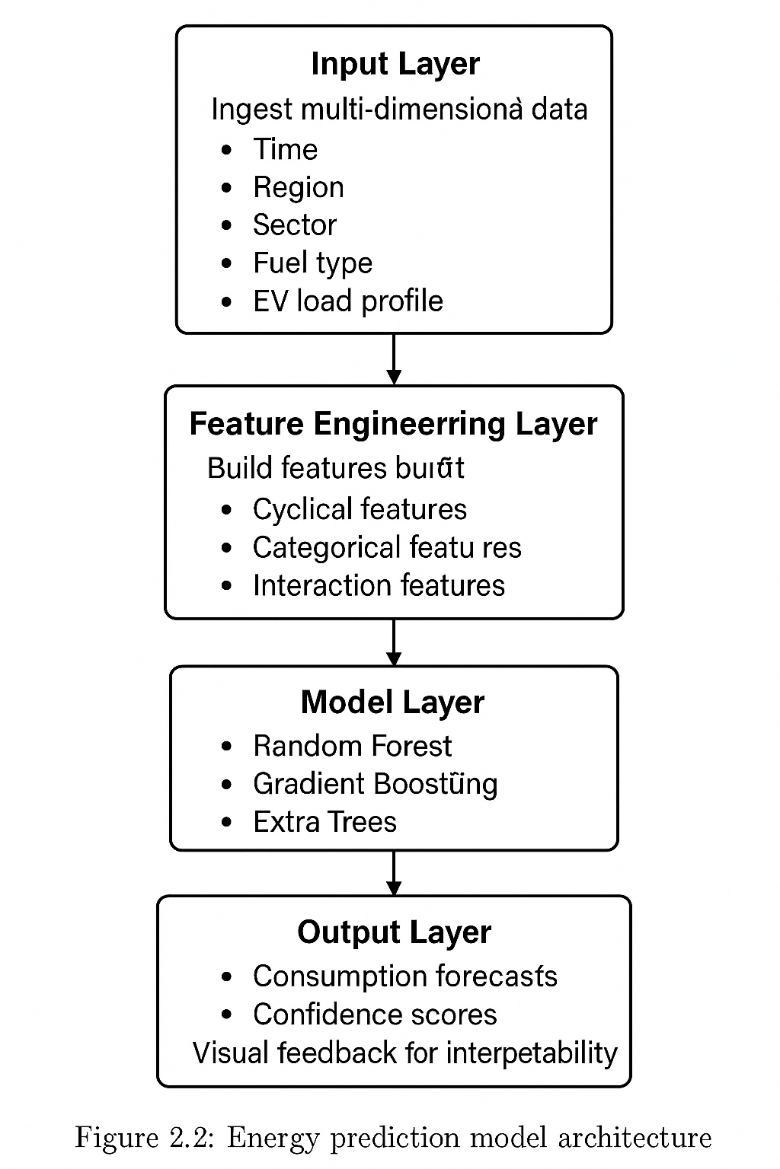 Input Layer
Ingest multi-dimensionà data
• Time
• Region
• Sector
• Fuel type
• EV load profile
Feature Engineerring Layer
Build features
• Cyclical features
• Categorical featu res
• Interaction features
Model Layer
• Random Forest
• Gradient Boostûng
• Extra Trees
Output Layer
• Consumption forecasts
• Confidence scores
Visual feedback for interpetability
Figure 2.2: Energy prediction model architecture